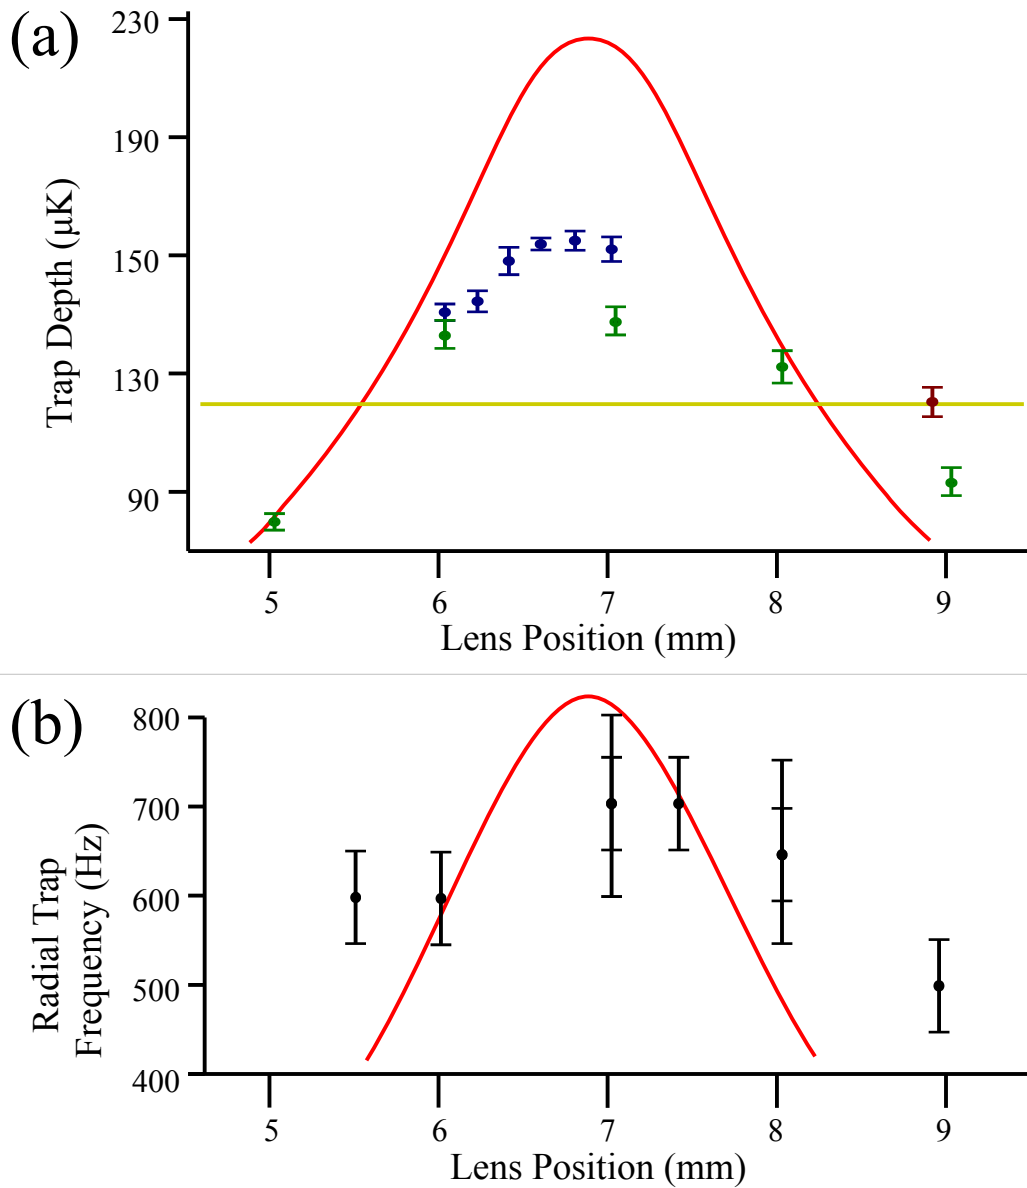 (a)
230
190
150
130
90
Trap Depth (µK)
5 6 7 8 9
Lens Position (mm)
(b)
800
700
600
500
400
Radial Trap
Frequency (Hz)
5 6 7 8 9
Lens Position (mm)